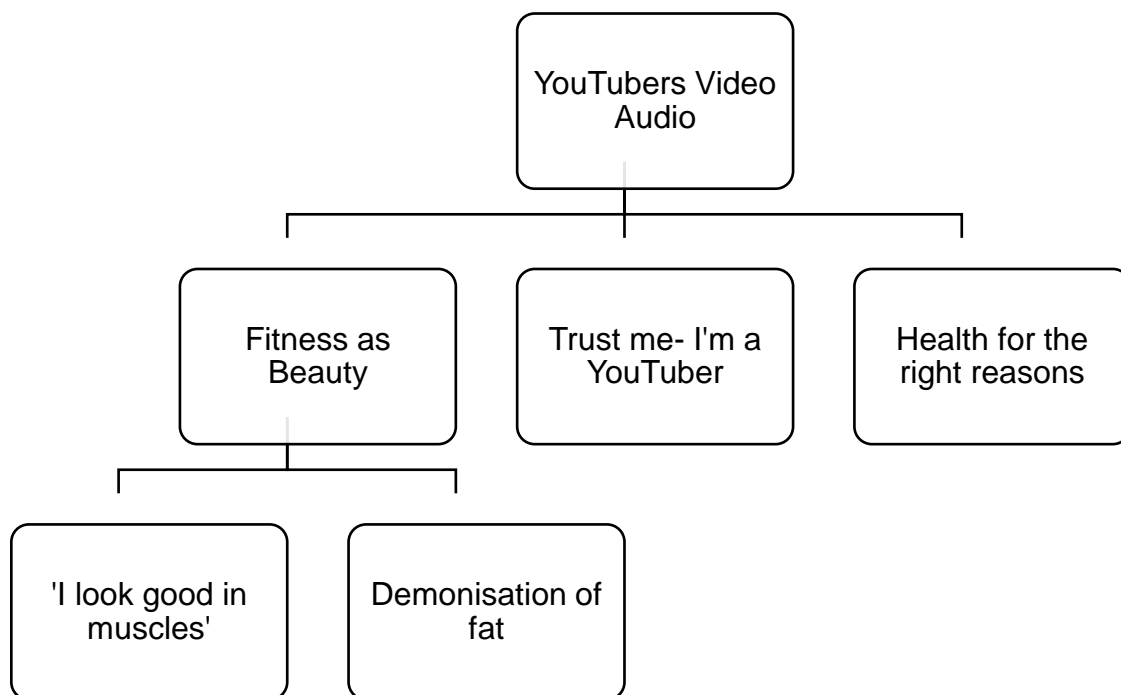 YouTubers Video
Audio
Fitness as
Beauty
Trust me- I'm a
YouTuber
Health for the
right reasons
'I look good in
muscles'
Demonisation of
fat